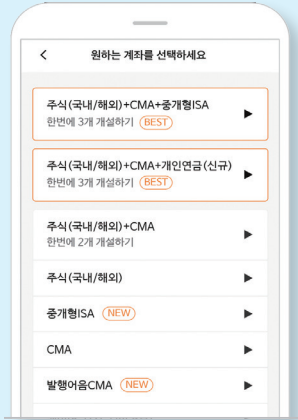 원하는 계좌를 선택하세요
주식(국내/해외)+CMA+중개형ISA
한번에 3개 개설하기 BEST
주식(국내/해외)+CMA+개인연금(신규)
한번에 3개 개설하기 BEST
주식(국내/해외)+CMA
한번에 2개 개설하기
주식(국내/해외)
중개형ISA NEW
CMA
발행어음CMA NEW